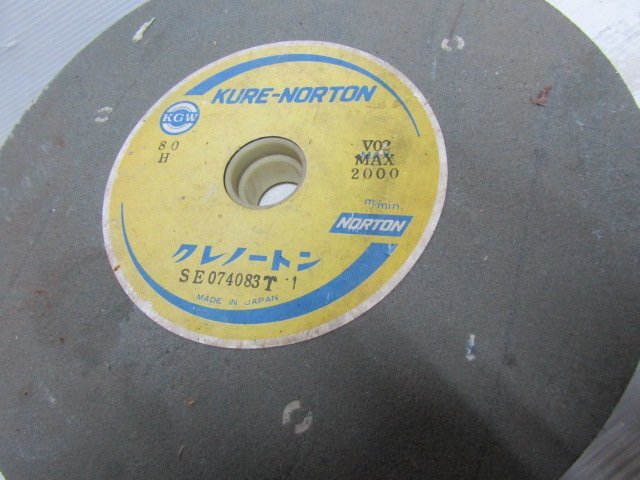 KURE-NORTON
KGW
80
H
V02
MAX
2000
m/min.
NORTON
クレノートン
SE074083T 1
MADE IN JAPAN